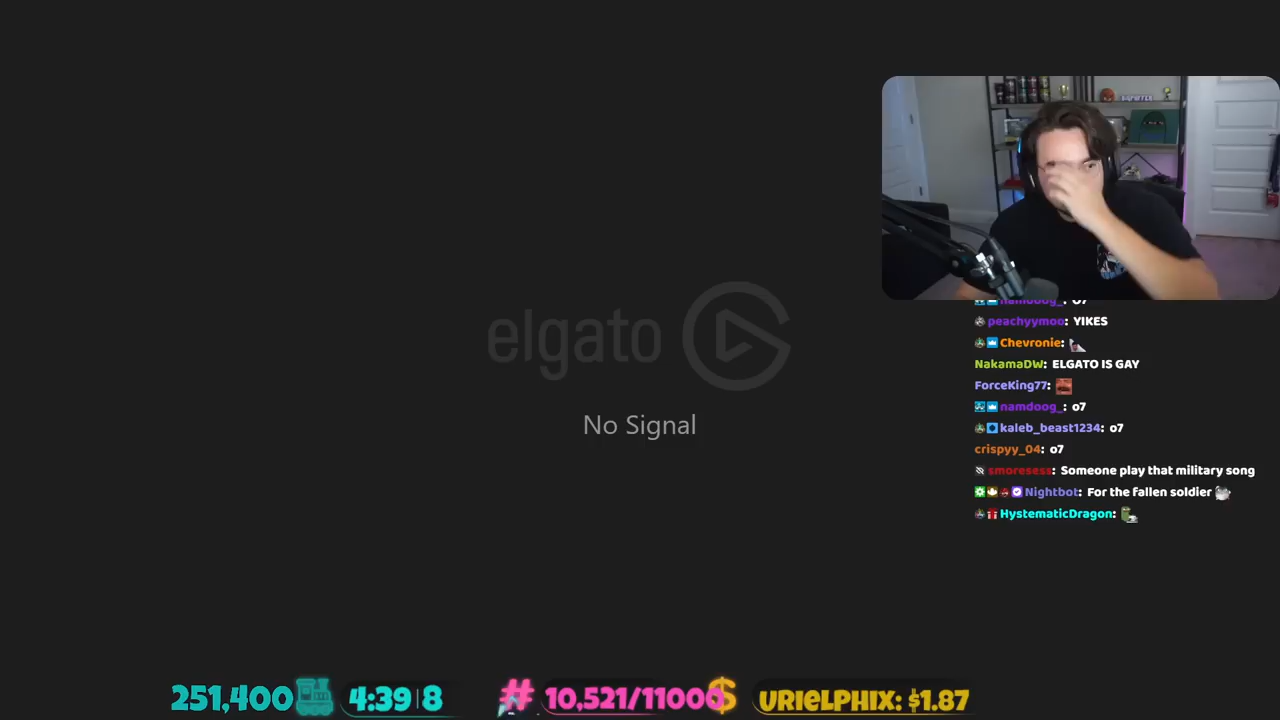 elgato
No Signal
namdoog_: o7
peachyymoo: YIKES
Chevronie:
NakamaDW: ELGATO IS GAY
ForceKing77:
namdoog_: o7
kaleb_beast1234: o7
crispyy_04: o7
smoresess: Someone play that military song
Nightbot: For the fallen soldier
HystematicDragon:
251,400
4:39|8
# 10,521/11000
$ URIELPHIX: $1.87